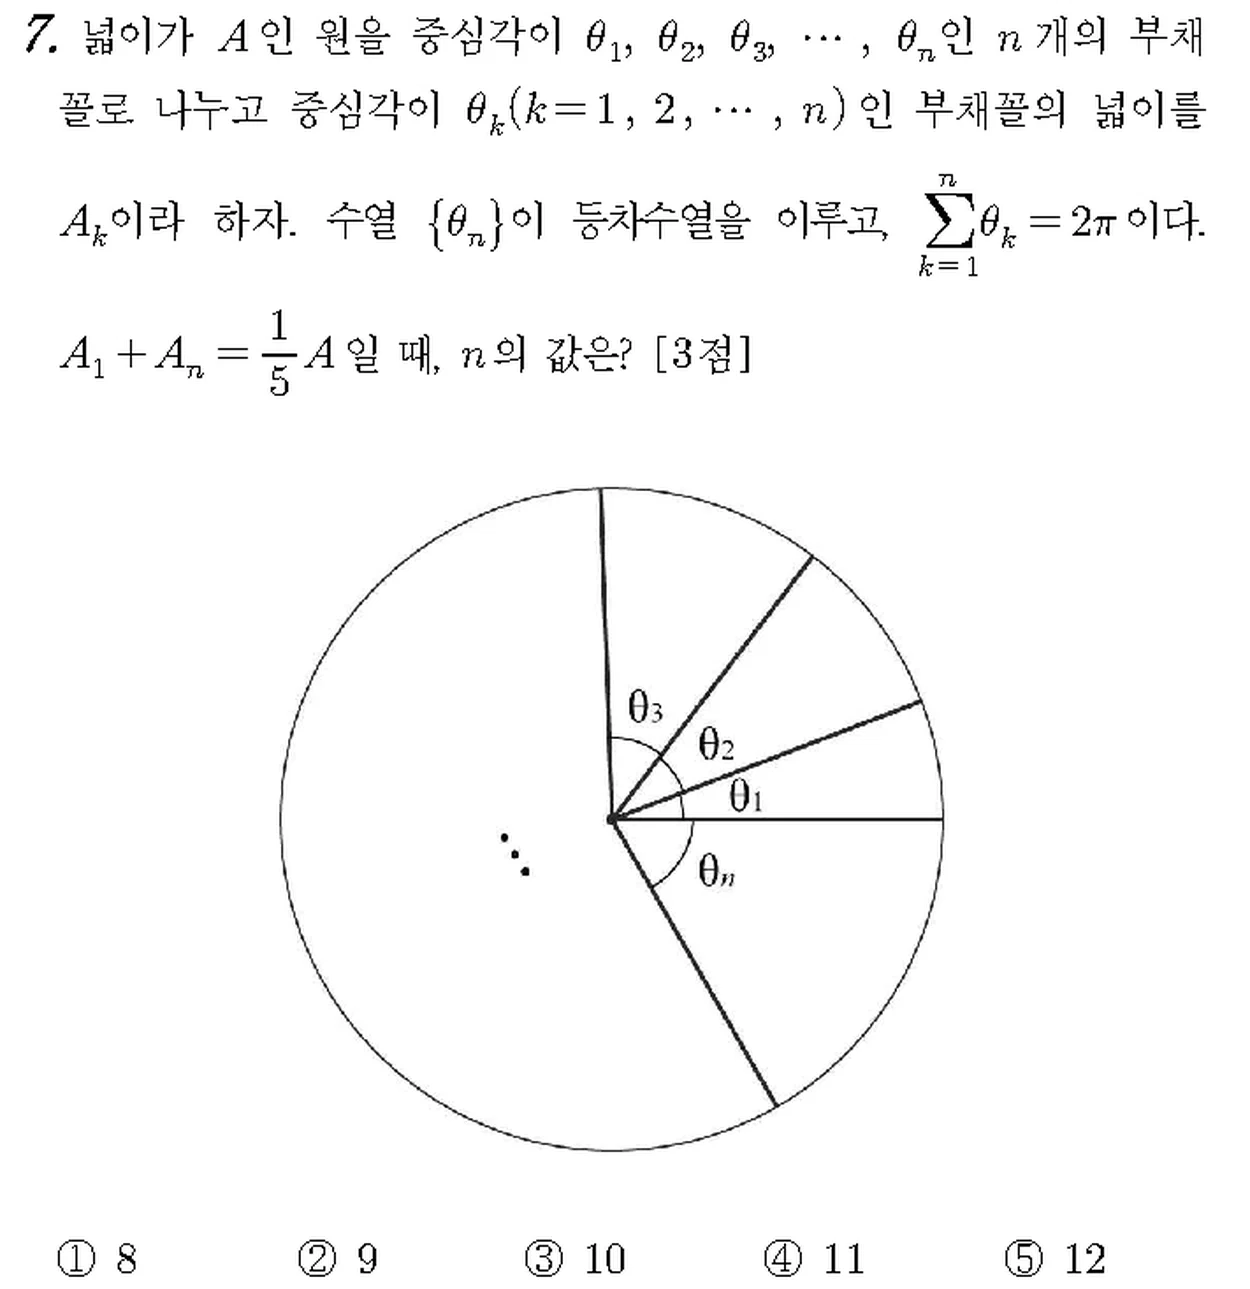 7. 넓이가 A인 원을 중심각이 θ₁, θ₂, θ₃, ⋯, θₙ인 n개의 부채
꼴로 나누고 중심각이 θₖ(k=1, 2, ⋯, n)인 부채꼴의 넓이를
Aₖ이라 하자. 수열 {θₙ}이 등차수열을 이루고, ∑_{k=1}^{n} θₖ = 2π이다.
A₁+Aₙ = 1/5 A일 때, n의 값은? [3점]
θ3
θ2
θ1
θn
① 8 ② 9 ③ 10 ④ 11 ⑤ 12